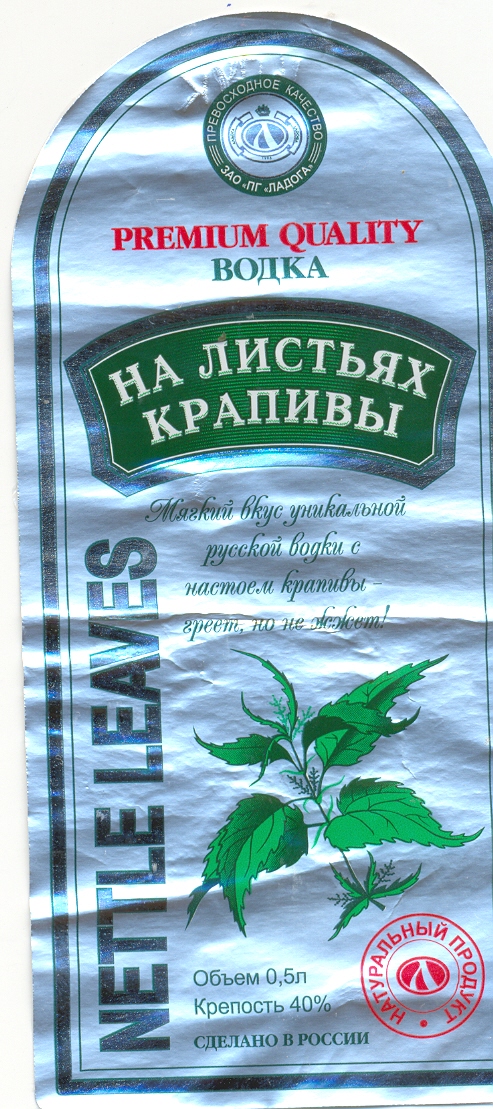 ПРЕВОСХОДНОЕ КАЧЕСТВО
ЗАО «ПГ «ЛАДОГА»
PREMIUM QUALITY
ВОДКА
НА ЛИСТЬЯХ
КРАПИВЫ
Мягкий вкус уникальной
русской водки с
настоем крапивы –
греет, но не жжет!
NETTLE LEAVES
Объем 0,5л
Крепость 40%
СДЕЛАНО В РОССИИ
НАТУРАЛЬНЫЙ ПРОДУКТ